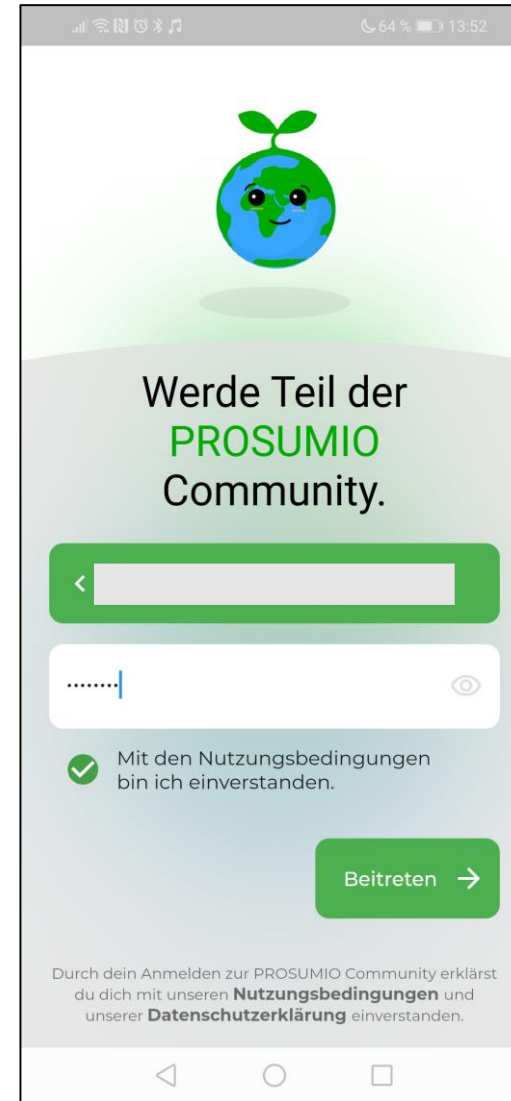 64 % 13:52
Werde Teil der
PROSUMIO
Community.
••••••••
Mit den Nutzungsbedingungen
bin ich einverstanden.
Beitreten
Durch dein Anmelden zur PROSUMIO Community erklärst
du dich mit unseren Nutzungsbedingungen und
unserer Datenschutzerklärung einverstanden.